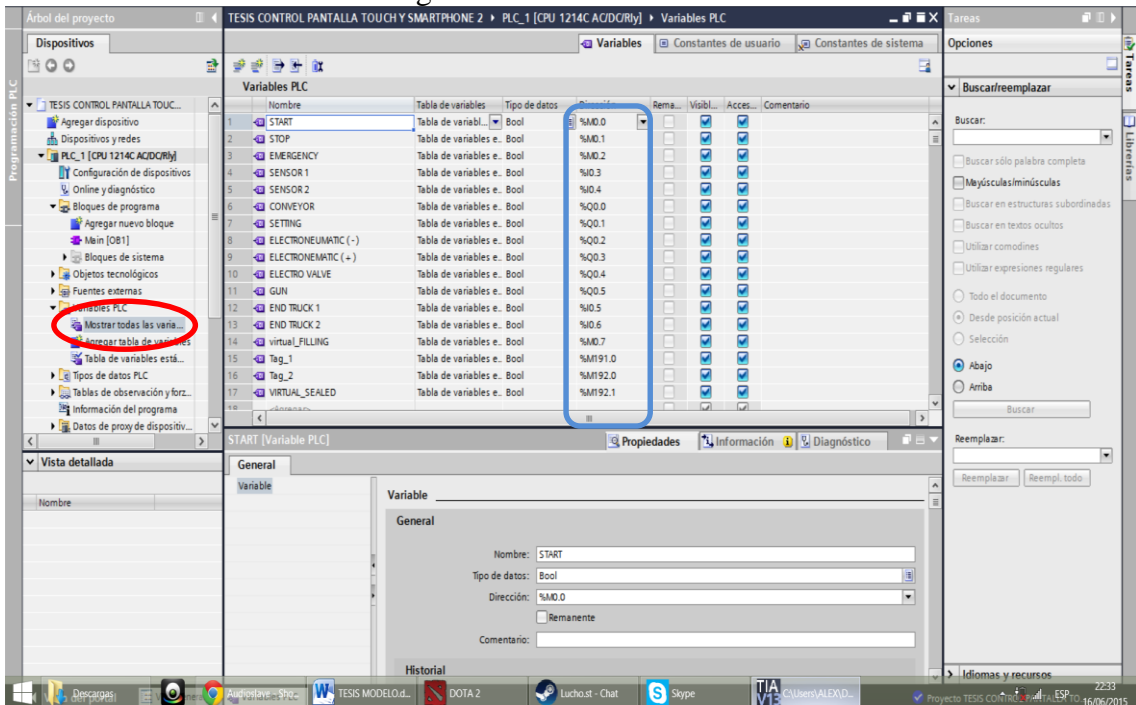 Árbol del proyecto
TESIS CONTROL PANTALLA TOUCH Y SMARTPHONE 2 ▸ PLC_1 [CPU 1214C AC/DC/Rly] ▸ Variables PLC
Tareas
Dispositivos
Variables
Constantes de usuario
Constantes de sistema
Opciones
Programación PLC
Variables PLC
Nombre Tabla de variables Tipo de datos Rema... Visibl... Acces... Comentario
1 START Tabla de variabl... Bool %M0.0
2 STOP Tabla de variables e.. Bool %M0.1
3 EMERGENCY Tabla de variables e.. Bool %M0.2
4 SENSOR 1 Tabla de variables e.. Bool %I0.3
5 SENSOR 2 Tabla de variables e.. Bool %I0.4
6 CONVEYOR Tabla de variables e.. Bool %Q0.0
7 SETTING Tabla de variables e.. Bool %Q0.1
8 ELECTRONEUMATIC (-) Tabla de variables e.. Bool %Q0.2
9 ELECTRONEMATIC (+) Tabla de variables e.. Bool %Q0.3
10 ELECTRO VALVE Tabla de variables e.. Bool %Q0.4
11 GUN Tabla de variables e.. Bool %Q0.5
12 END TRUCK 1 Tabla de variables e.. Bool %I0.5
13 END TRUCK 2 Tabla de variables e.. Bool %I0.6
14 virtual_FILLING Tabla de variables e.. Bool %M0.7
15 Tag_1 Tabla de variables e.. Bool %M191.0
16 Tag_2 Tabla de variables e.. Bool %M192.0
17 VIRTUAL_SEALED Tabla de variables e.. Bool %M192.1
TESIS CONTROL PANTALLA TOUC...
Agregar dispositivo
Dispositivos y redes
PLC_1 [CPU 1214C AC/DC/Rly]
Configuración de dispositivos
Online y diagnóstico
Bloques de programa
Agregar nuevo bloque
Main [OB1]
Bloques de sistema
Objetos tecnológicos
Fuentes externas
Variables PLC
Mostrar todas las varia...
Agregar tabla de variables
Tabla de variables está...
Tipos de datos PLC
Tablas de observación y forz...
Información del programa
Datos de proxy de dispositiv...
Vista detallada
Nombre
START [Variable PLC]
Propiedades
Información
Diagnóstico
General
Variable
Variable
General
Nombre: START
Tipo de datos: Bool
Dirección: %M0.0
Remanente
Comentario:
Historial
Buscar/reemplazar
Buscar:
Buscar sólo palabra completa
Mayúsculas/minúsculas
Buscar en estructuras subordinadas
Buscar en textos ocultos
Utilizar comodines
Utilizar expresiones regulares
Todo el documento
Desde posición actual
Selección
Abajo
Arriba
Buscar
Reemplazar:
Reemplazar
Reempl. todo
Idiomas y recursos
Tareas
Librerías
Descargas
TESIS MODELO.d...
DOTA 2
Lucho.st - Chat
Skype
TIA V13
C:\Users\ALEX\D...
ESP
22:33
16/06/2015